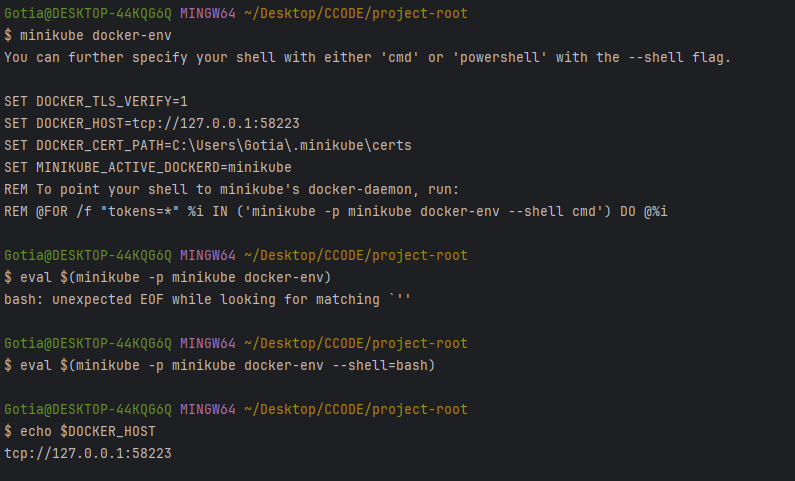 Gotia@DESKTOP-44KQG6Q MINGW64 ~/Desktop/CCODE/project-root
$ minikube docker-env
You can further specify your shell with either 'cmd' or 'powershell' with the --shell flag.
SET DOCKER_TLS_VERIFY=1
SET DOCKER_HOST=tcp://127.0.0.1:58223
SET DOCKER_CERT_PATH=C:\Users\Gotia\.minikube\certs
SET MINIKUBE_ACTIVE_DOCKERD=minikube
REM To point your shell to minikube's docker-daemon, run:
REM @FOR /f "tokens=*" %i IN ('minikube -p minikube docker-env --shell cmd') DO @%i
Gotia@DESKTOP-44KQG6Q MINGW64 ~/Desktop/CCODE/project-root
$ eval $(minikube -p minikube docker-env)
bash: unexpected EOF while looking for matching `''
Gotia@DESKTOP-44KQG6Q MINGW64 ~/Desktop/CCODE/project-root
$ eval $(minikube -p minikube docker-env --shell=bash)
Gotia@DESKTOP-44KQG6Q MINGW64 ~/Desktop/CCODE/project-root
$ echo $DOCKER_HOST
tcp://127.0.0.1:58223